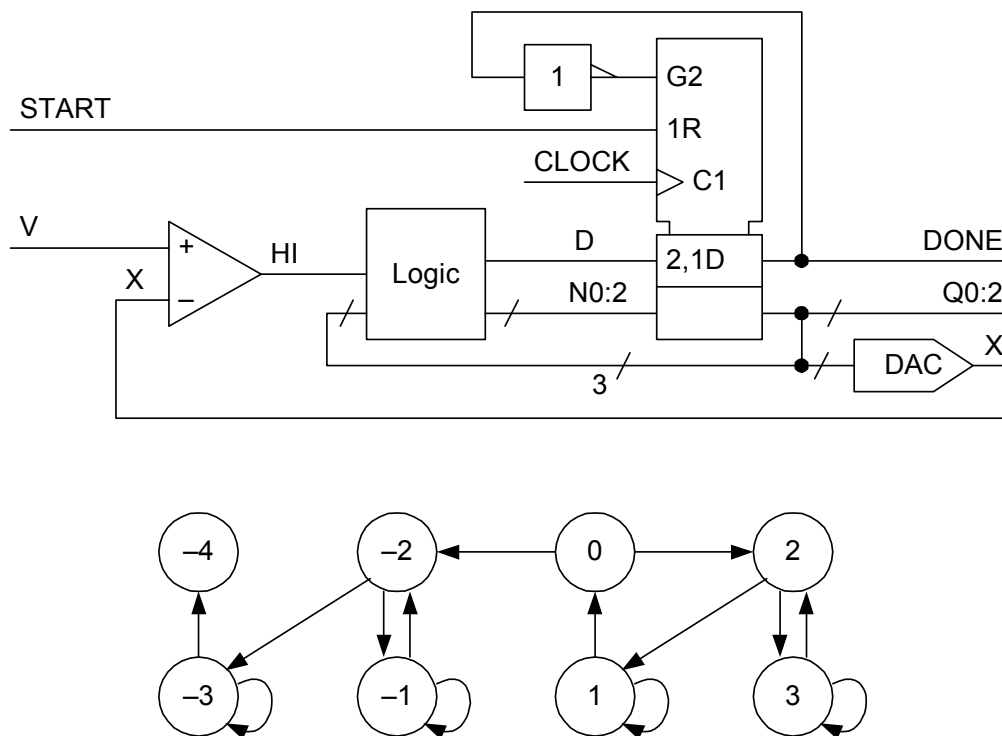 1
G2
START
1R
CLOCK
C1
V
+
HI
D
2,1D
DONE
X
–
Logic
N0:2
Q0:2
X
3
DAC
–4
–2
0
2
–3
–1
1
3